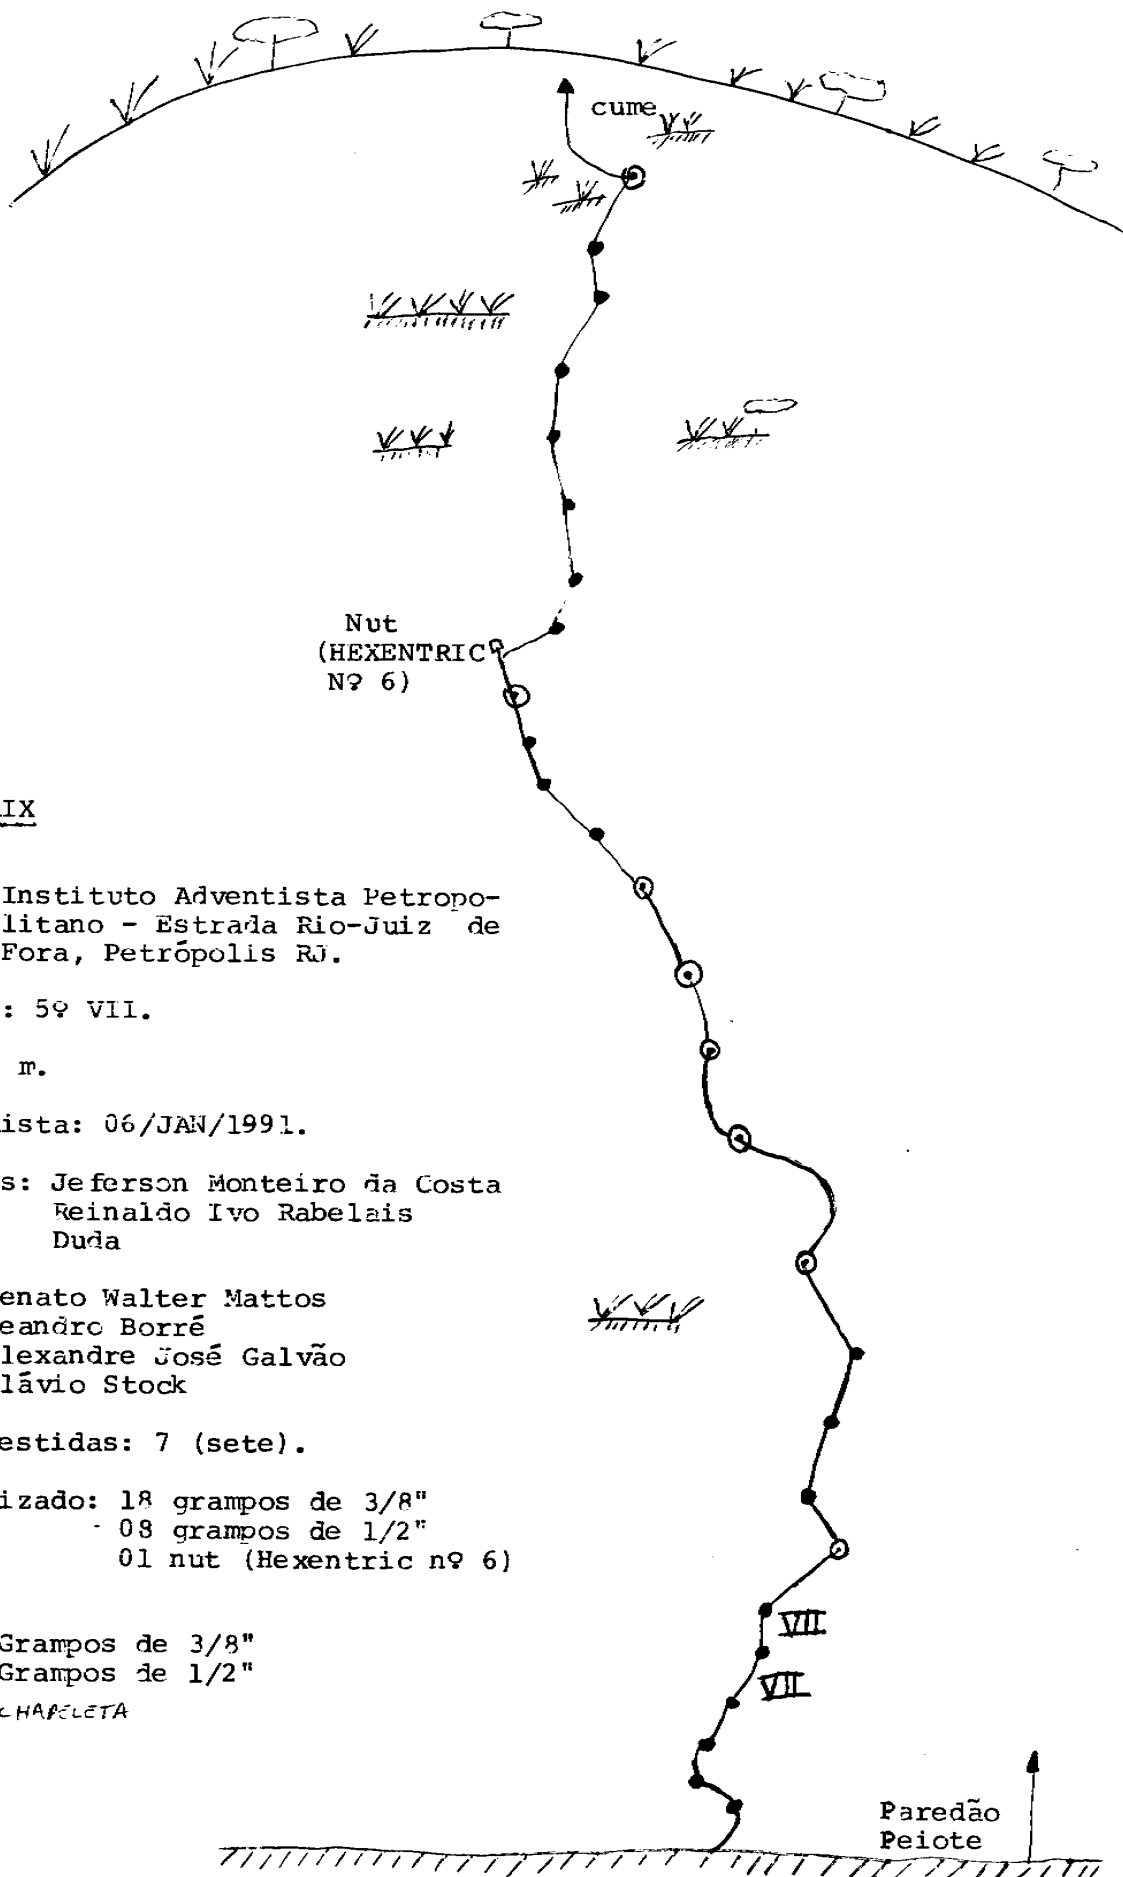 cume
Nut
(HEXENTRIC
Nº 6)
IX
Instituto Adventista Petropo-
litano - Estrada Rio-Juiz de
Fora, Petrópolis RJ.
: 5º VII.
m.
ista: 06/JAN/1991.
s: Jeferson Monteiro da Costa
Reinaldo Ivo Rabelais
Duda
enato Walter Mattos
eandro Borré
lexandre José Galvão
lávio Stock
estidas: 7 (sete).
izado: 18 grampos de 3/8"
- 08 grampos de 1/2"
01 nut (Hexentric nº 6)
Grampos de 3/8"
Grampos de 1/2"
CHAPELETA
VII
VII
Paredão
Peiote